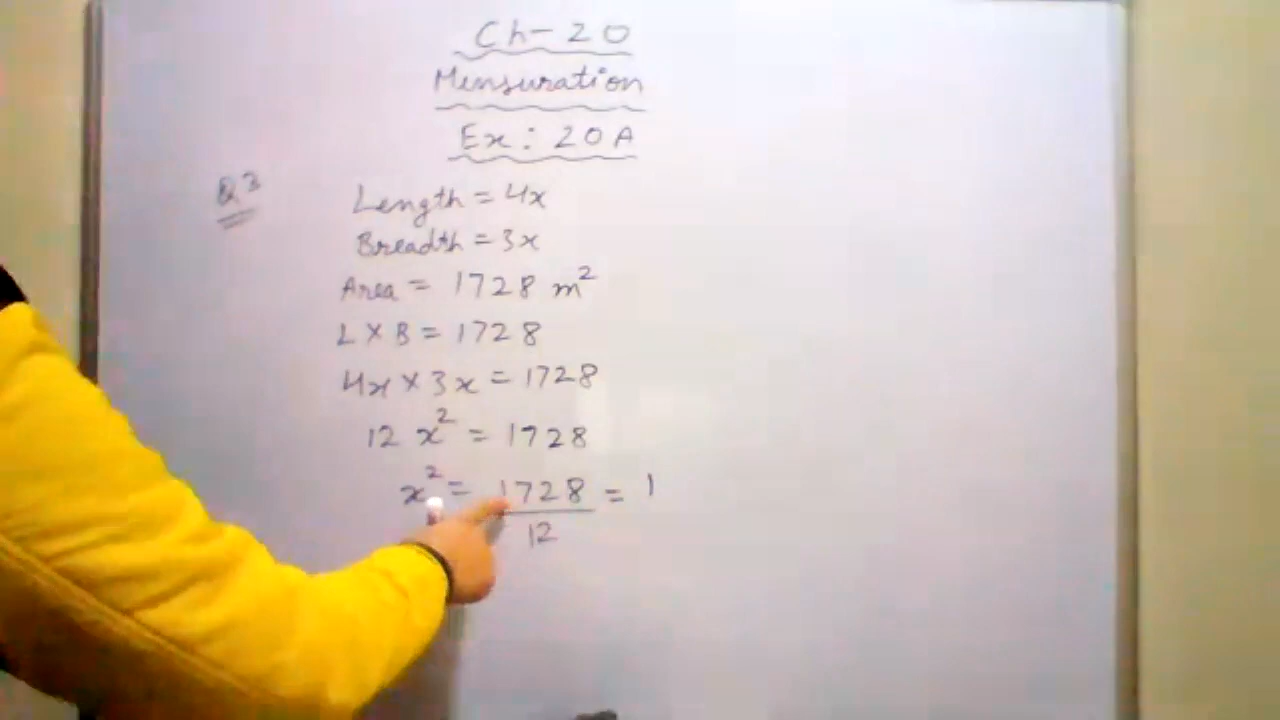 Ch-20
Mensuration
Ex: 20A
Q3
Length = 4x
Breadth = 3x
Area = 1728 m²
L × B = 1728
4x × 3x = 1728
12 x² = 1728
x² = 1728 = 1
12